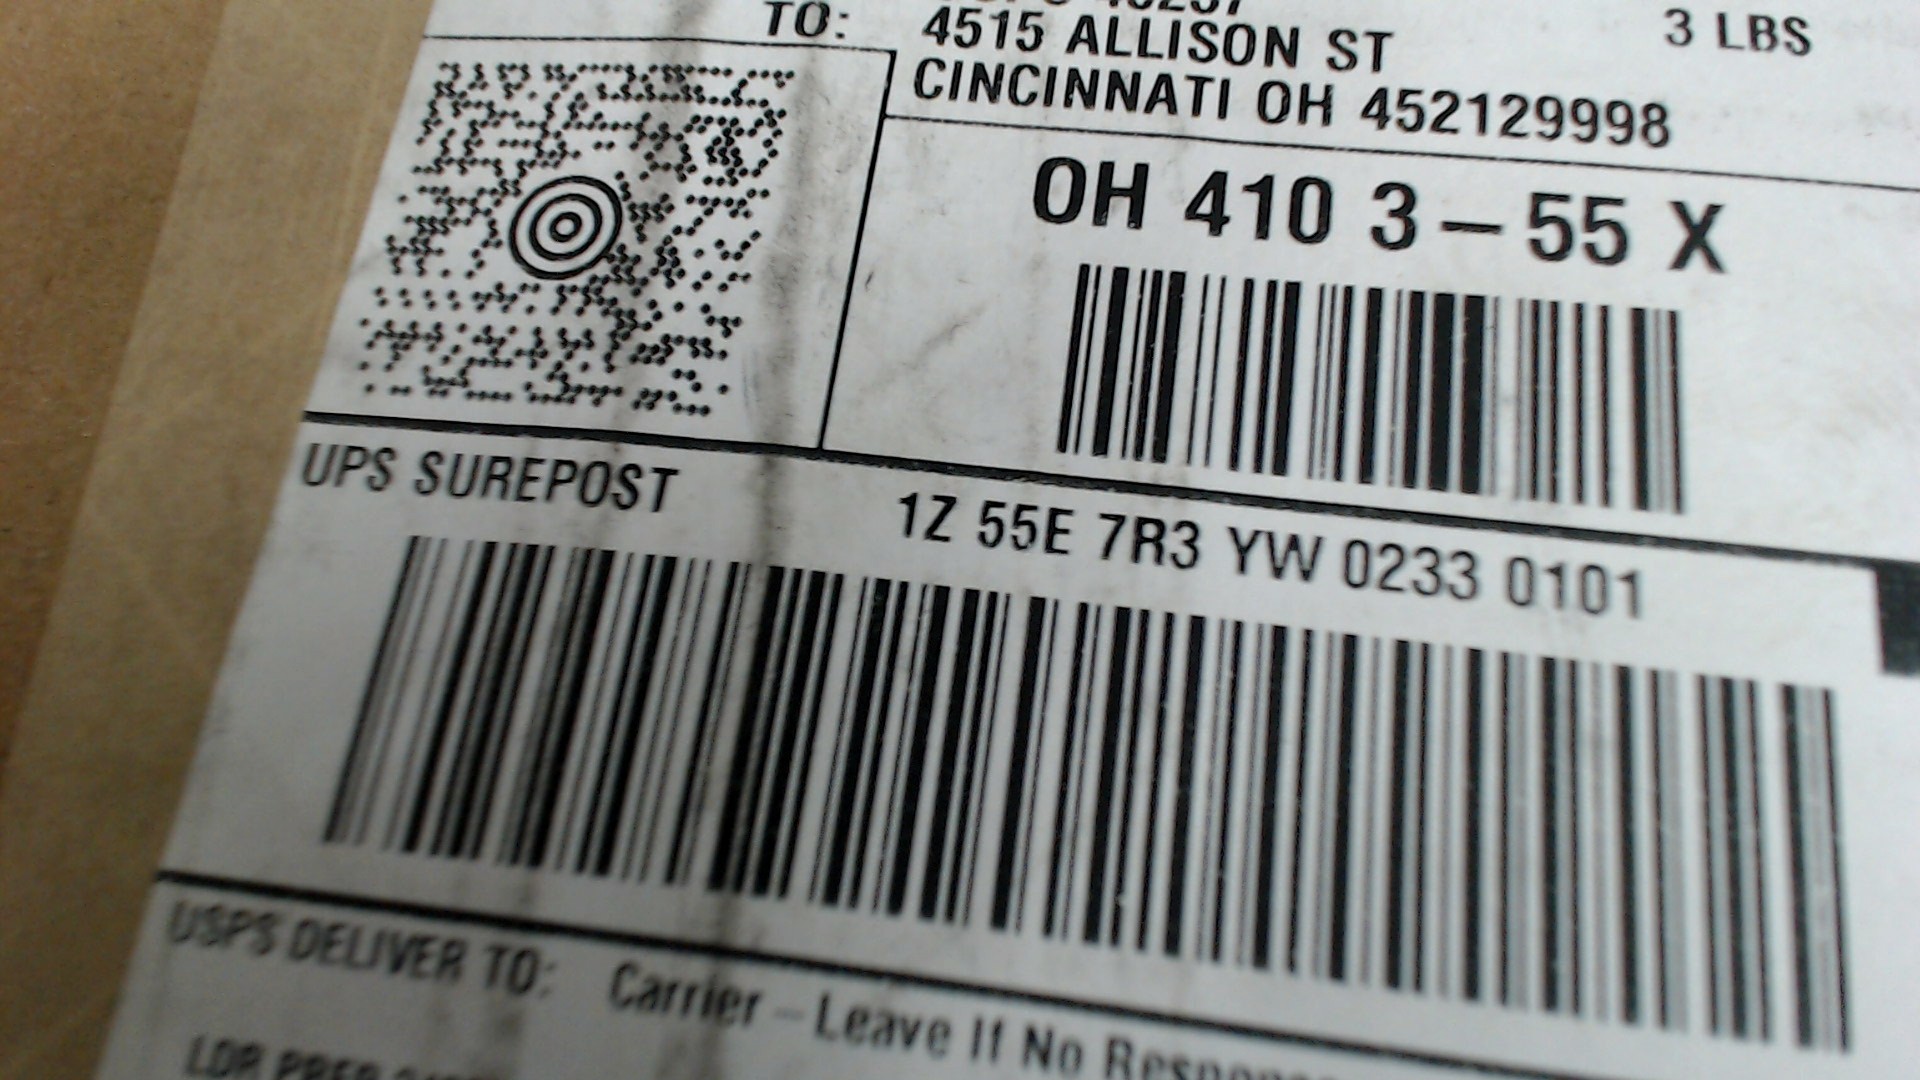 TO:
3 LBS
4515 ALLISON ST
CINCINNATI OH 452129998
OH 410 3 – 55 X
UPS SUREPOST
1Z 55E 7R3 YW 0233 0101
USPS DELIVER TO: Carrier – Leave If No